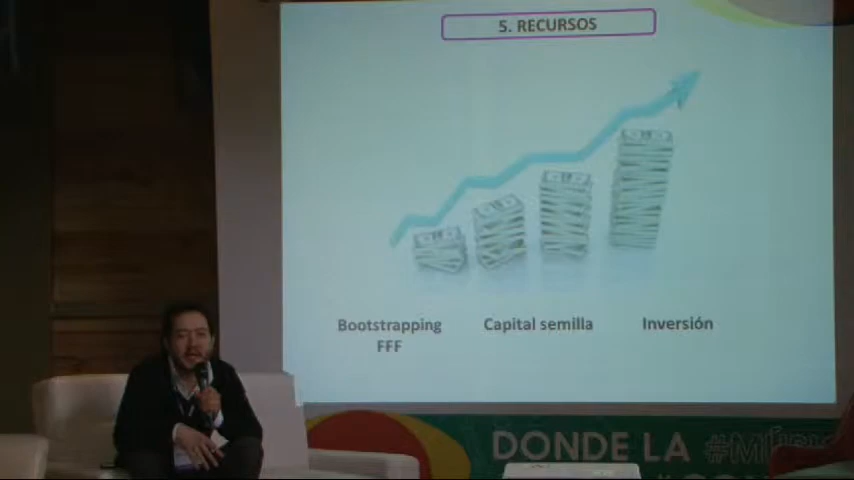 5. RECURSOS
Bootstrapping
FFF
Capital semilla
Inversión
DONDE LA